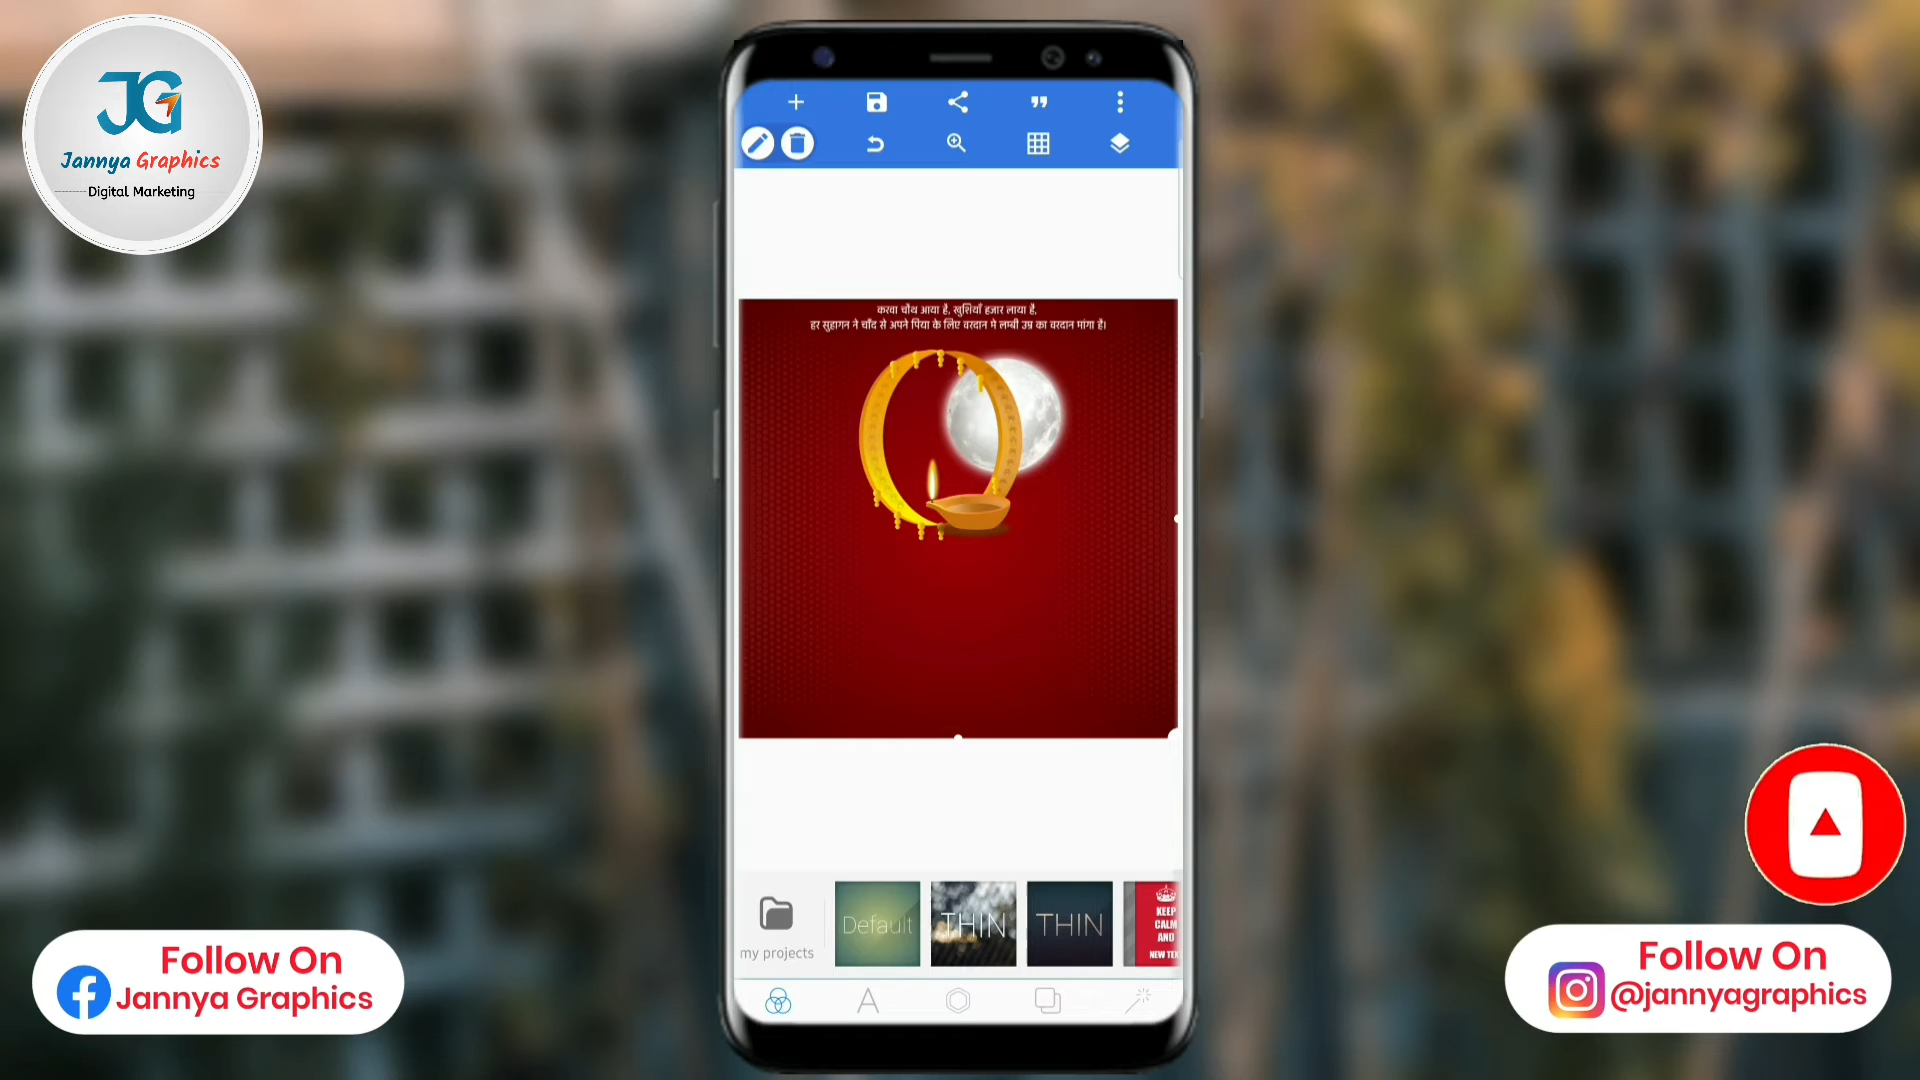 JG
Jannya Graphics
Digital Marketing
करवा चौथ आया है, खुशियाँ हजार लाया है,
हर सुहागन ने चाँद से अपने पिया के लिए वरदान मे लम्बी उम्र का वरदान मांगा है।
my projects
Default
THIN
THIN
KEEP
CALM
AND
Follow On
Jannya Graphics
Follow On
@jannyagraphics